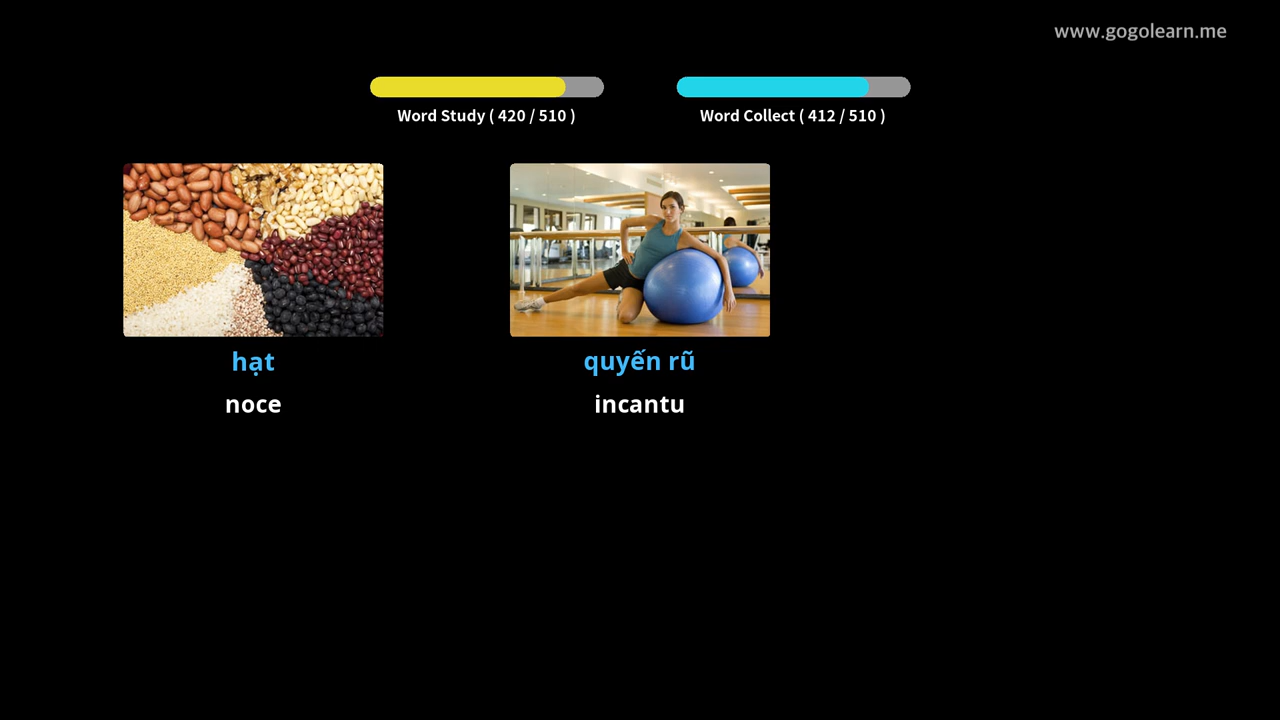 www.gogolearn.me
Word Study ( 420 / 510 )
Word Collect ( 412 / 510 )
hạt
quyến rũ
noce
incantu